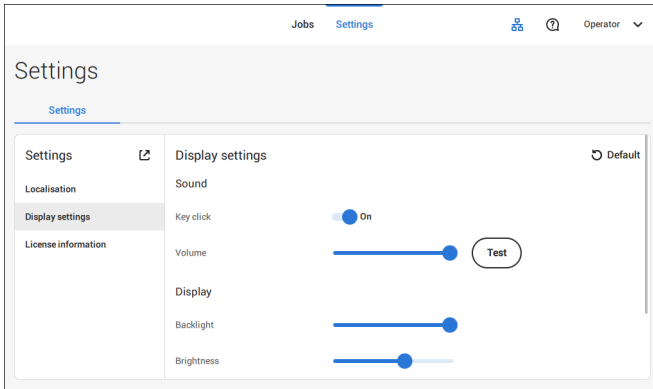 Jobs Settings Operator
Settings
Settings
Settings
Localisation
Display settings
License information
Display settings Default
Sound
Key click On
Volume Test
Display
Backlight
Brightness